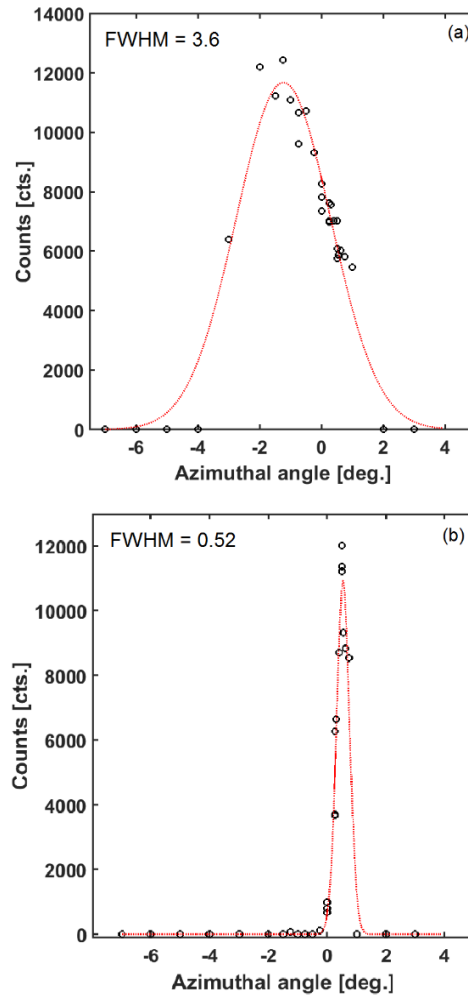 14000
FWHM = 3.6
(a)
12000
10000
8000
6000
4000
2000
0
Counts [cts.]
-6 -4 -2 0 2 4
Azimuthal angle [deg.]
FWHM = 0.52
(b)
12000
10000
8000
6000
4000
2000
0
Counts [cts.]
-6 -4 -2 0 2 4
Azimuthal angle [deg.]